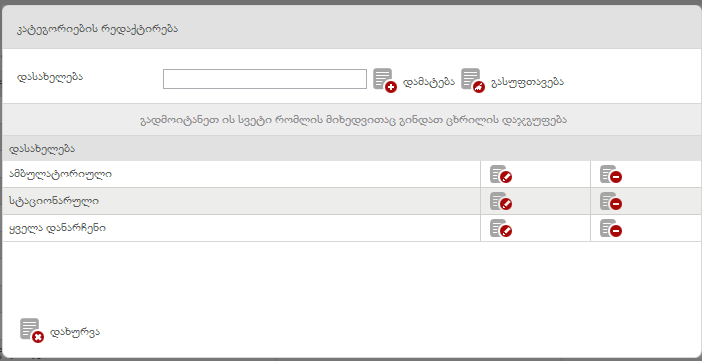 კატეგორიების რედაქტირება
დასახელება დამატება გასუფთავება
გადმოიტანეთ ის სვეტი რომლის მიხედვითაც გინდათ ცხრილის დაჯგუფება
დასახელება
ამბულატორიული
სტაციონარული
ყველა დანარჩენი
დახურვა